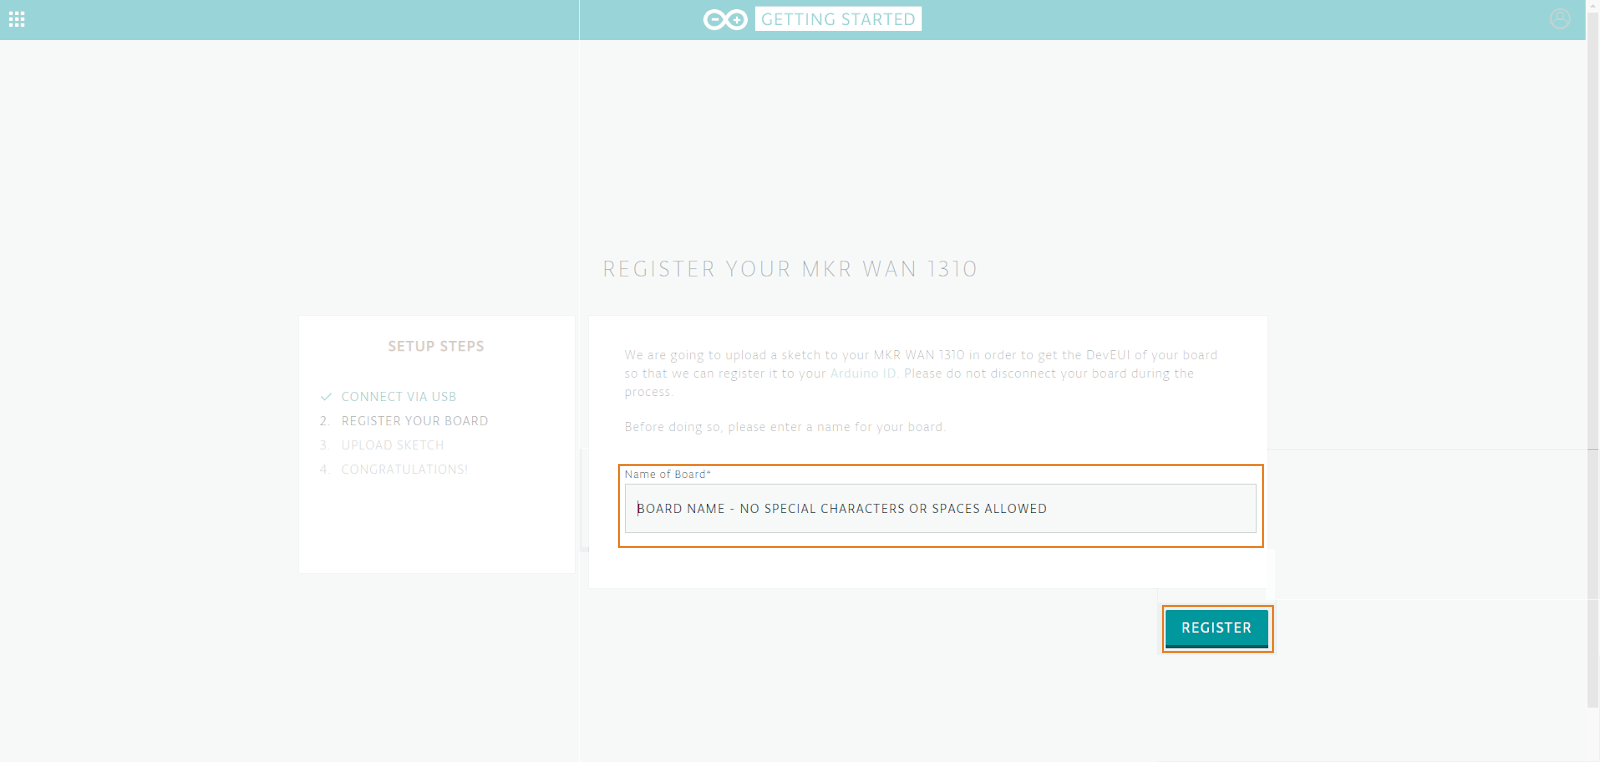 GETTING STARTED
REGISTER YOUR MKR WAN 1310
SETUP STEPS
CONNECT VIA USB
2. REGISTER YOUR BOARD
3. UPLOAD SKETCH
4. CONGRATULATIONS!
We are going to upload a sketch to your MKR WAN 1310 in order to get the DevEUI of your board
so that we can register it to your Arduino ID. Please do not disconnect your board during the
process.
Before doing so, please enter a name for your board.
Name of Board*
BOARD NAME - NO SPECIAL CHARACTERS OR SPACES ALLOWED
REGISTER